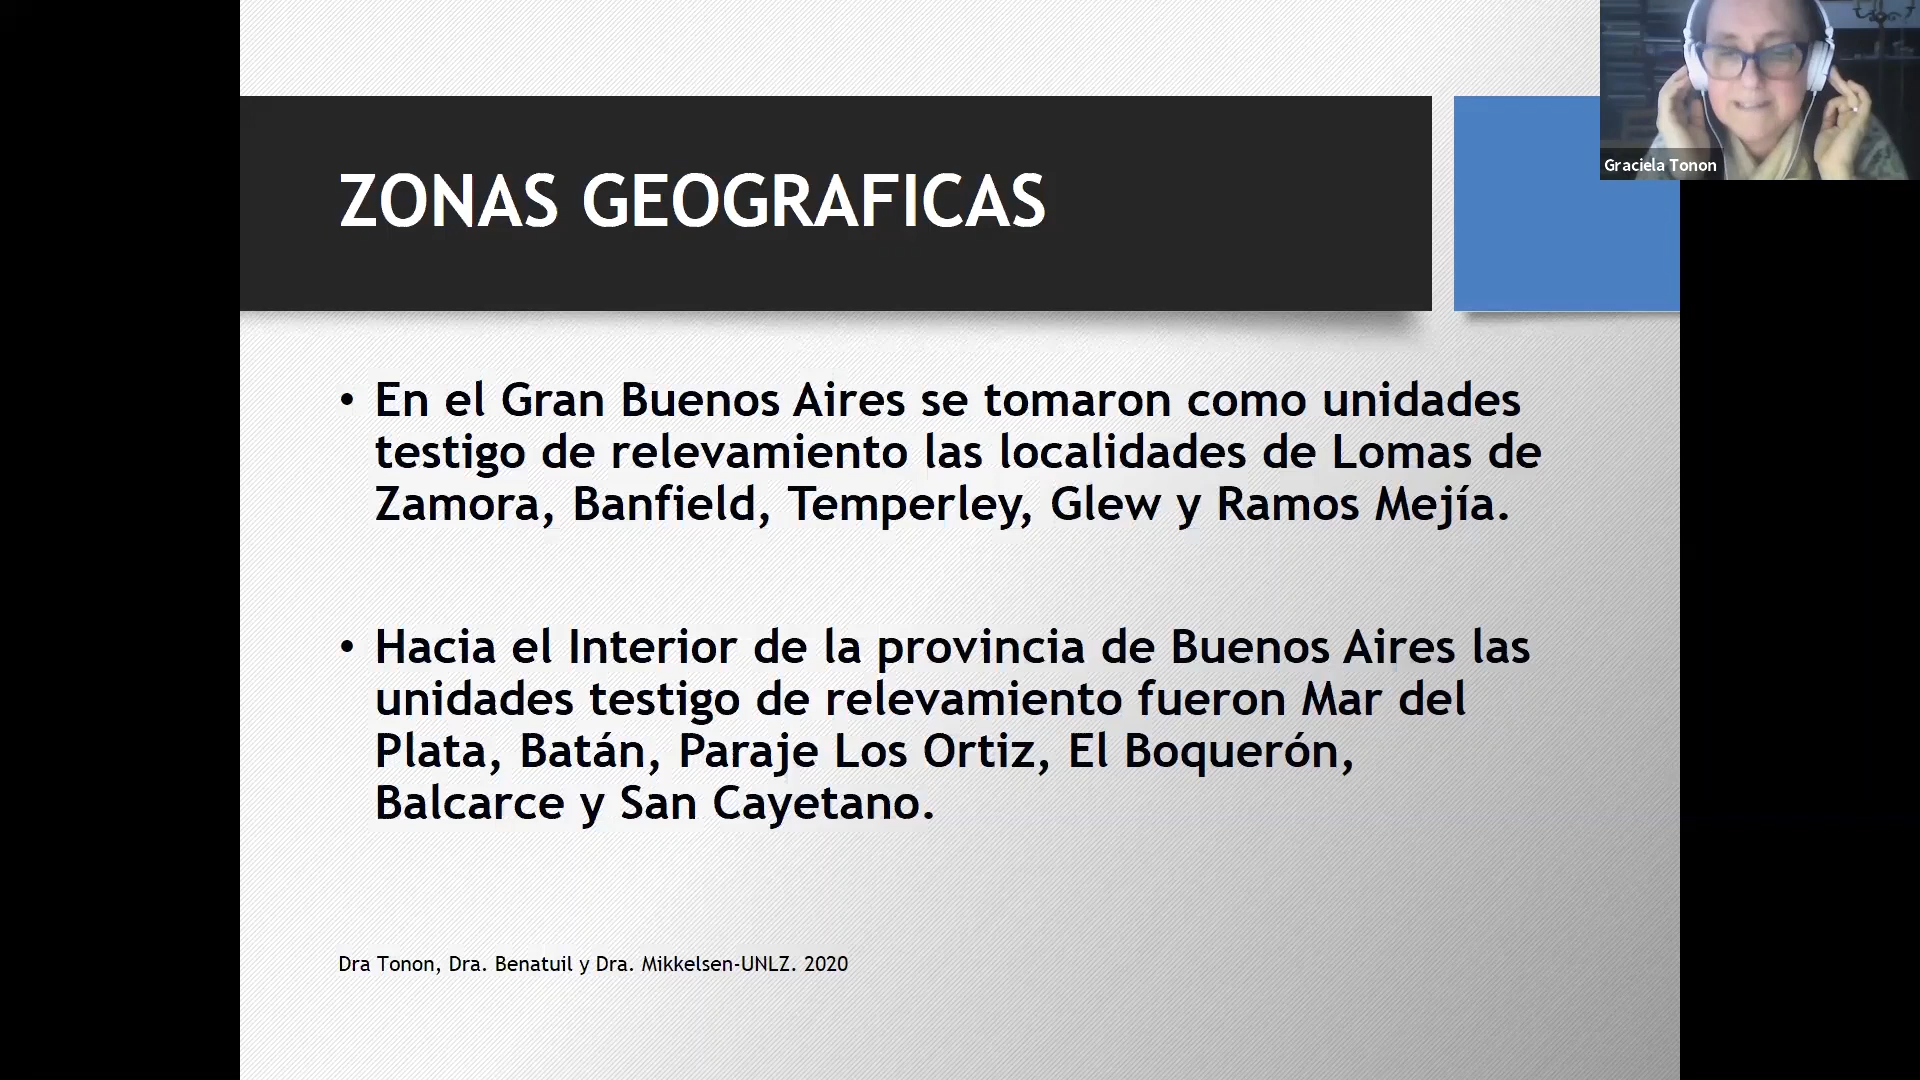 ZONAS GEOGRAFICAS
Graciela Tonon
• En el Gran Buenos Aires se tomaron como unidades
testigo de relevamiento las localidades de Lomas de
Zamora, Banfield, Temperley, Glew y Ramos Mejía.
• Hacia el Interior de la provincia de Buenos Aires las
unidades testigo de relevamiento fueron Mar del
Plata, Batán, Paraje Los Ortiz, El Boquerón,
Balcarce y San Cayetano.
Dra Tonon, Dra. Benatuil y Dra. Mikkelsen-UNLZ. 2020